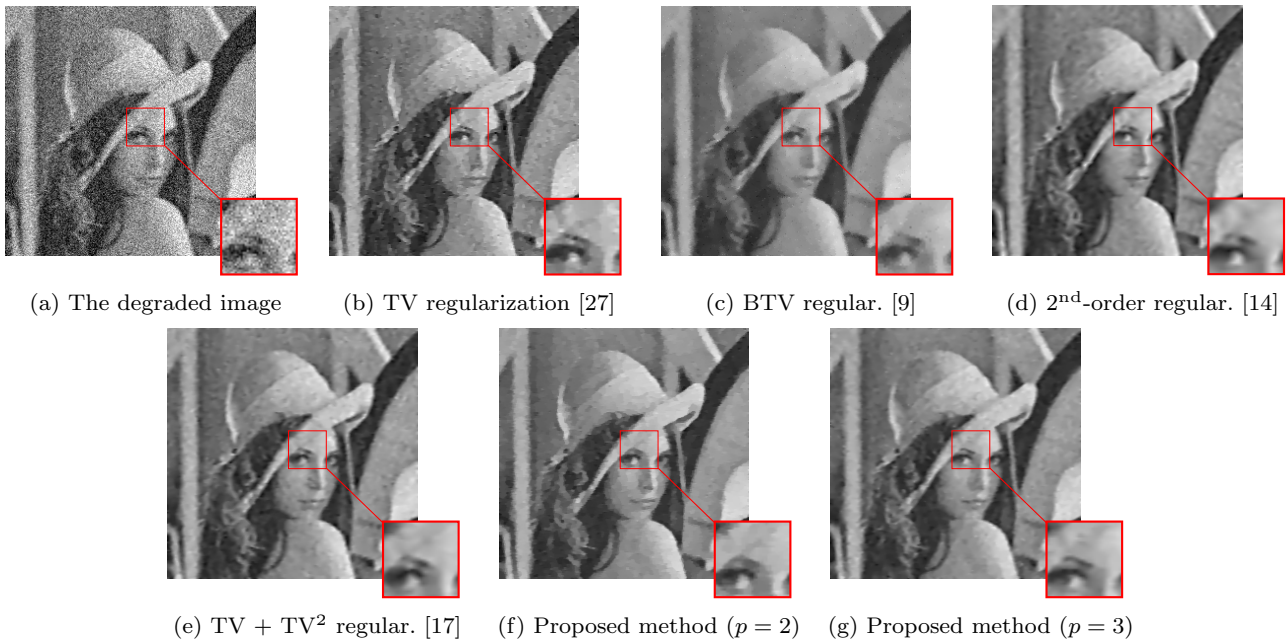 (a) The degraded image
(b) TV regularization [27]
(c) BTV regular. [9]
(d) 2nd-order regular. [14]
(e) TV + TV² regular. [17]
(f) Proposed method (p = 2)
(g) Proposed method (p = 3)